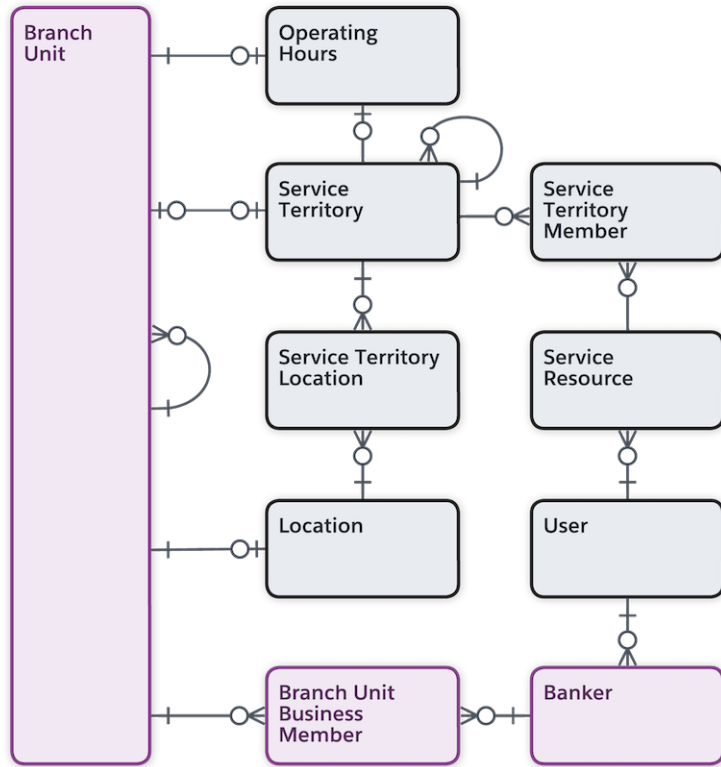 Branch
Unit
Operating
Hours
Service
Territory
Service
Territory
Member
Service Territory
Location
Service
Resource
Location
User
Branch Unit
Business
Member
Banker